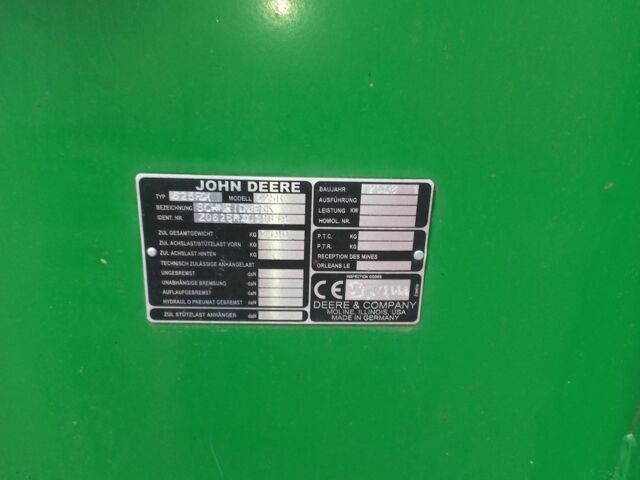 JOHN DEERE
TYP MODELL
BEZEICHNUNG
IDENT. NR.
ZUL GESAMTGEWICHT KG
ZUL ACHSLAST/STÜTZLAST VORN KG
ZUL ACHSLAST HINTEN KG
TECHNISCH ZULÄSSIGE ANHÄNGELAST
UNGEBREMST daN
UNABHÄNGIGE BREMSUNG daN
AUFLAUFGEBREMST daN
HYDRAUL O PNEUMAT GEBREMST daN
ZUL STÜTZLAST ANHÄNGER daN
BAUJAHR
AUSFÜHRUNG
LEISTUNG KW
HOMOL. NR.
P.T.C. KG
P.T.R. KG
RECEPTION DES MINES
ORLEANS LE
INSPECTION CODES
CE
DEERE & COMPANY
MOLINE, ILLINOIS, USA
MADE IN GERMANY